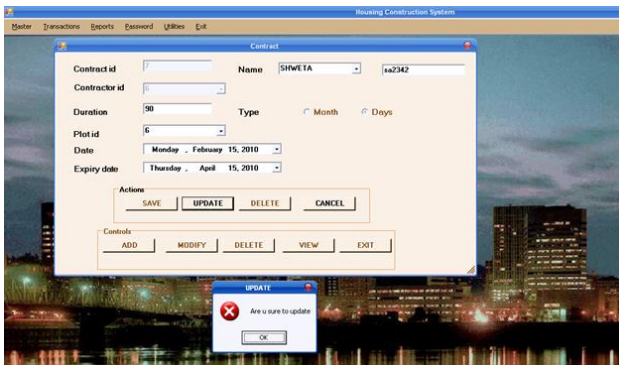 Housing Construction System
Master Transactions Reports Password Utilities Exit
Contract
Contract id 7 Name SHWETA sa2342
Contractor id 6
Duration 90 Type Month Days
Plot id 6
Date Monday , February 15, 2010
Expiry date Thursday , April 15, 2010
Actions
SAVE UPDATE DELETE CANCEL
Controls
ADD MODIFY DELETE VIEW EXIT
UPDATE
Are u sure to update
OK